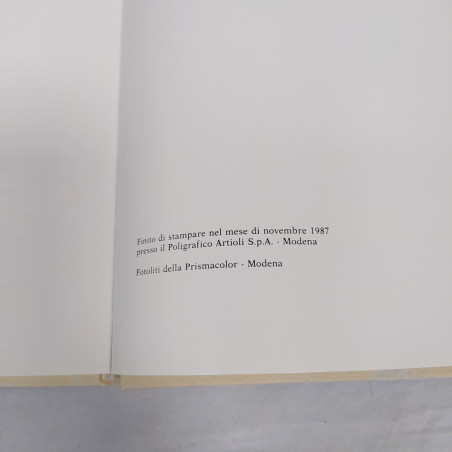 Finito di stampare nel mese di novembre 1987
presso il Poligrafico Artioli S.p.A. - Modena
Fotoliti della Prismacolor - Modena